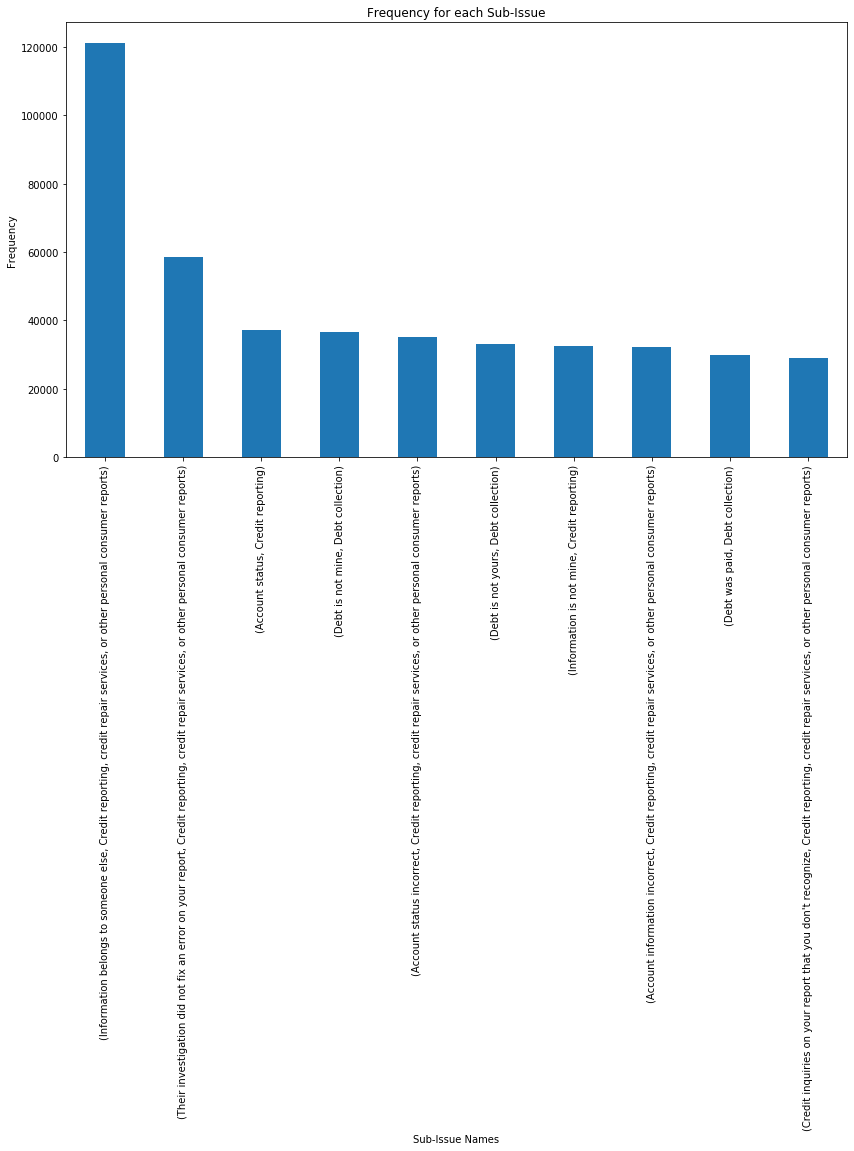 Frequency for each Sub-Issue
Frequency
120000
100000
80000
60000
40000
20000
0
(Information belongs to someone else, Credit reporting, credit repair services, or other personal consumer reports)
(Their investigation did not fix an error on your report, Credit reporting, credit repair services, or other personal consumer reports)
(Account status, Credit reporting)
(Debt is not mine, Debt collection)
(Account status incorrect, Credit reporting, credit repair services, or other personal consumer reports)
(Debt is not yours, Debt collection)
(Information is not mine, Credit reporting)
(Account information incorrect, Credit reporting, credit repair services, or other personal consumer reports)
(Debt was paid, Debt collection)
(Credit inquiries on your report that you don't recognize, Credit reporting, credit repair services, or other personal consumer reports)
Sub-Issue Names